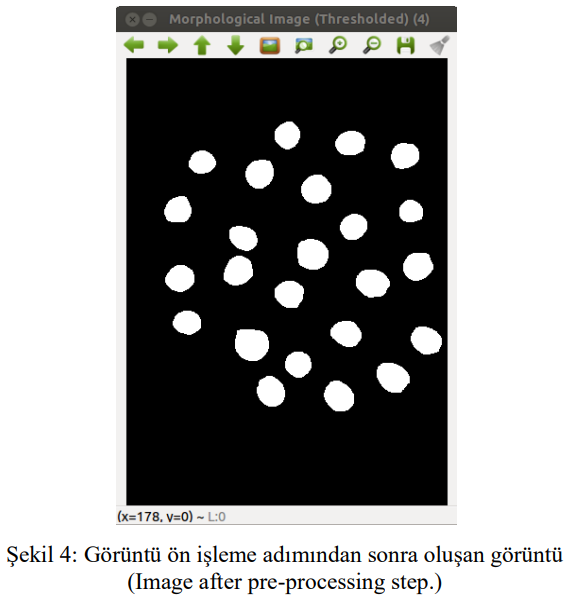 Morphological Image (Thresholded) (4)
(x=178, y=0) ~ L:0
Şekil 4: Görüntü ön işleme adımından sonra oluşan görüntü
(Image after pre-processing step.)